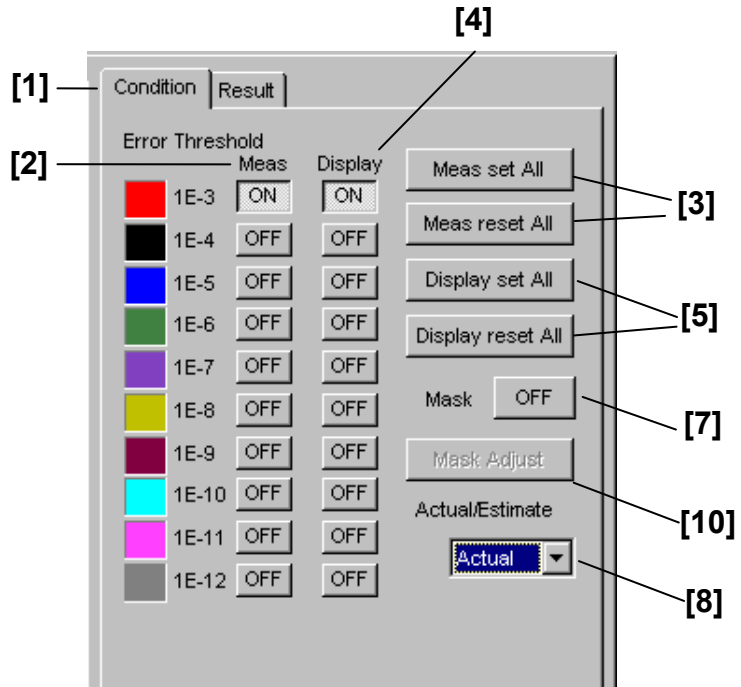 [4]
[1] Condition Result
Error Threshold
[2] Meas Display
Meas set All
[3]
1E-3 ON ON
Meas reset All
1E-4 OFF OFF
Display set All
1E-5 OFF OFF
[5]
1E-6 OFF OFF
Display reset All
1E-7 OFF OFF
Mask OFF
[7]
1E-8 OFF OFF
1E-9 OFF OFF
Mask Adjust
1E-10 OFF OFF
Actual/Estimate
[10]
1E-11 OFF OFF
Actual
1E-12 OFF OFF
[8]